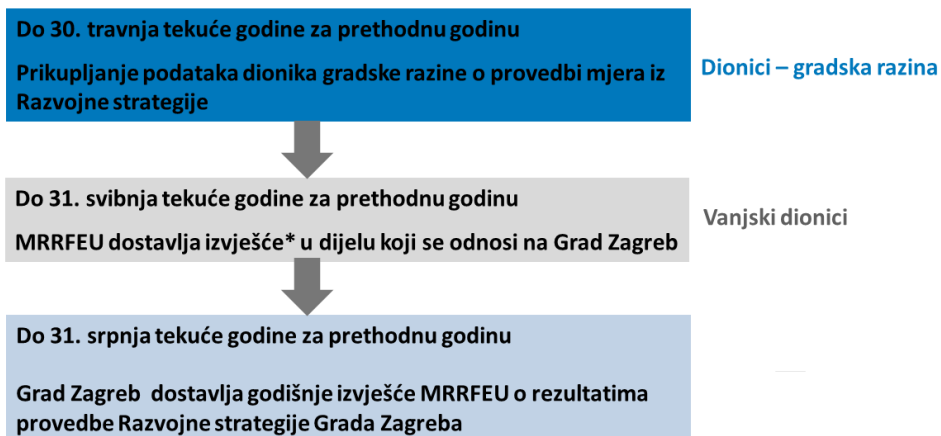 Do 30. travnja tekuće godine za prethodnu godinu
Prikupljanje podataka dionika gradske razine o provedbi mjera iz
Razvojne strategije
Dionici – gradska razina
Do 31. svibnja tekuće godine za prethodnu godinu
MRRFEU dostavlja izvješće* u dijelu koji se odnosi na Grad Zagreb
Vanjski dionici
Do 31. srpnja tekuće godine za prethodnu godinu
Grad Zagreb dostavlja godišnje izvješće MRRFEU o rezultatima
provedbe Razvojne strategije Grada Zagreba